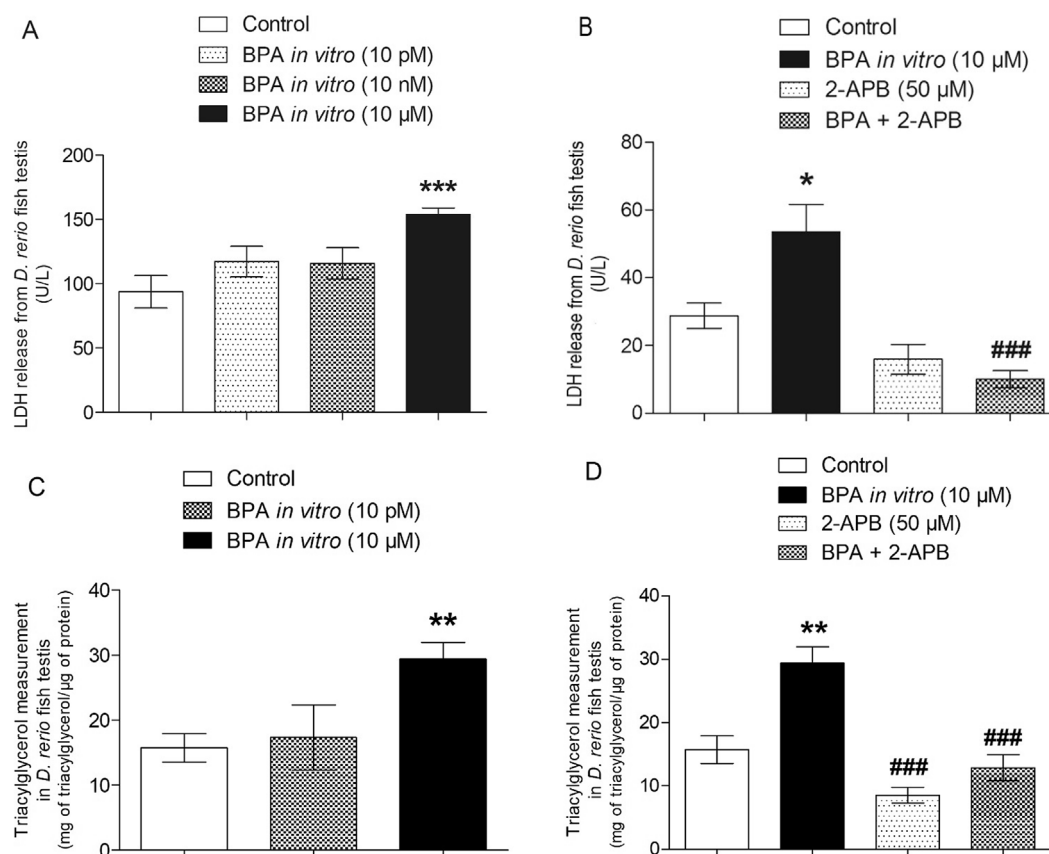 A
Control
BPA in vitro (10 pM)
BPA in vitro (10 nM)
BPA in vitro (10 µM)
LDH release from D. rerio fish testis
(U/L)
200
150
100
50
0
***
B
Control
BPA in vitro (10 µM)
2-APB (50 µM)
BPA + 2-APB
LDH release from D. rerio fish testis
(U/L)
80
60
40
20
0
*
###
C
Control
BPA in vitro (10 pM)
BPA in vitro (10 µM)
Triacylglycerol measurement
in D. rerio fish testis
(mg of triacylglycerol/µg of protein)
40
30
20
10
0
**
D
Control
BPA in vitro (10 µM)
2-APB (50 µM)
BPA + 2-APB
Triacylglycerol measurement
in D. rerio fish testis
(mg of triacylglycerol/µg of protein)
40
30
20
10
0
**
###
###